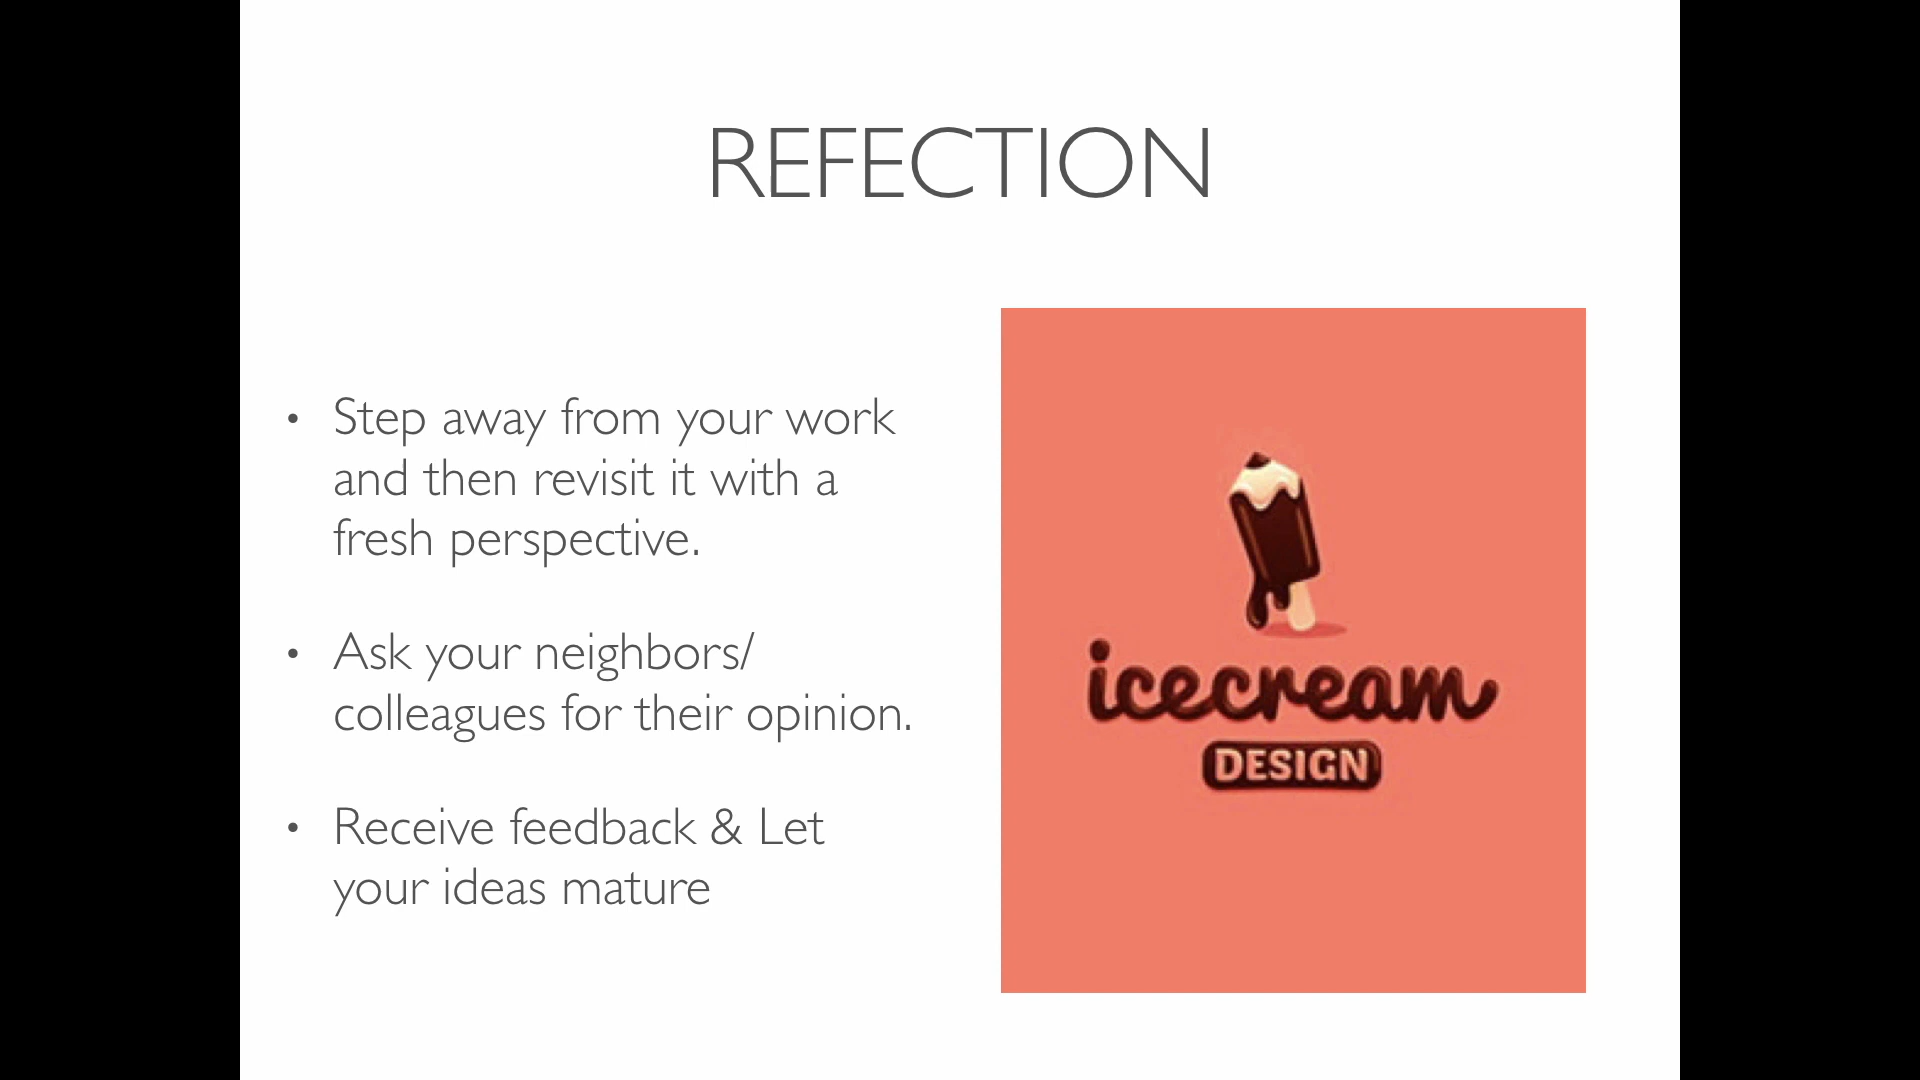 REFECTION
• Step away from your work
and then revisit it with a
fresh perspective.
• Ask your neighbors/
colleagues for their opinion.
• Receive feedback & Let
your ideas mature
icecream
DESIGN